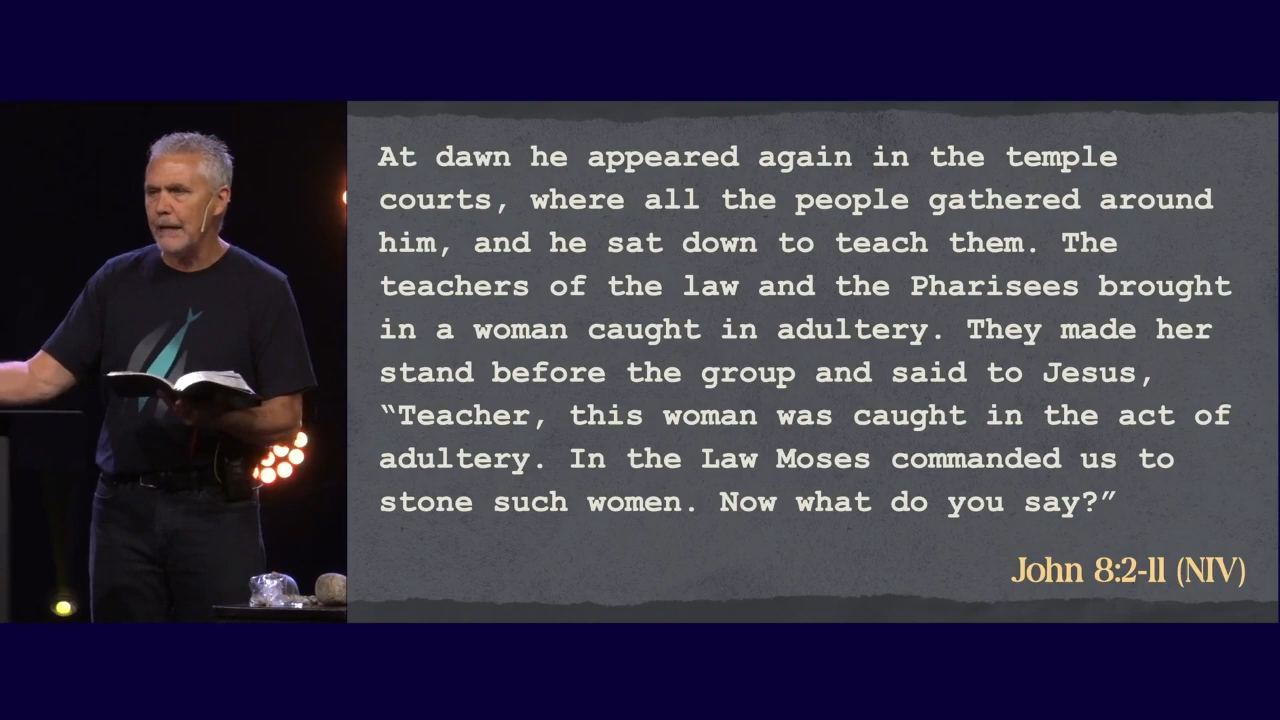 At dawn he appeared again in the temple
courts, where all the people gathered around
him, and he sat down to teach them. The
teachers of the law and the Pharisees brought
in a woman caught in adultery. They made her
stand before the group and said to Jesus,
“Teacher, this woman was caught in the act of
adultery. In the Law Moses commanded us to
stone such women. Now what do you say?”
John 8:2-11 (NIV)